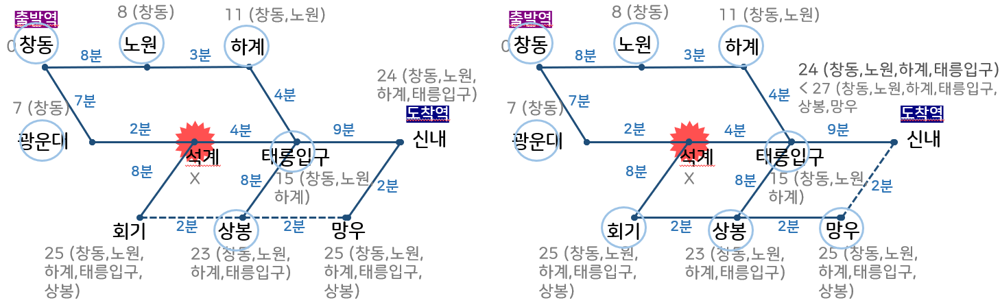 출발역
8 (창동)
11 (창동,노원)
0
창동
노원
하계
8분
3분
24 (창동,노원,
하계,태릉입구)
7분
4분
7 (창동)
도착역
2분
4분
9분
광운대
신내
석계
태릉입구
8분
X
8분
15 (창동,노원,
하계)
2분
2분
2분
회기
상봉
망우
25 (창동,노원,
하계,태릉입구,
상봉)
23 (창동,노원,
하계,태릉입구)
25 (창동,노원,
하계,태릉입구,
상봉)
출발역
8 (창동)
11 (창동,노원)
0
창동
노원
하계
8분
3분
24 (창동,노원,하계,태릉입구)
< 27 (창동,노원,하계,태릉입구,
상봉,망우
7분
4분
7 (창동)
도착역
2분
4분
9분
광운대
신내
석계
태릉입구
8분
X
8분
15 (창동,노원,
하계)
2분
2분
2분
회기
상봉
망우
25 (창동,노원,
하계,태릉입구,
상봉)
23 (창동,노원,
하계,태릉입구)
25 (창동,노원,
하계,태릉입구,
상봉)